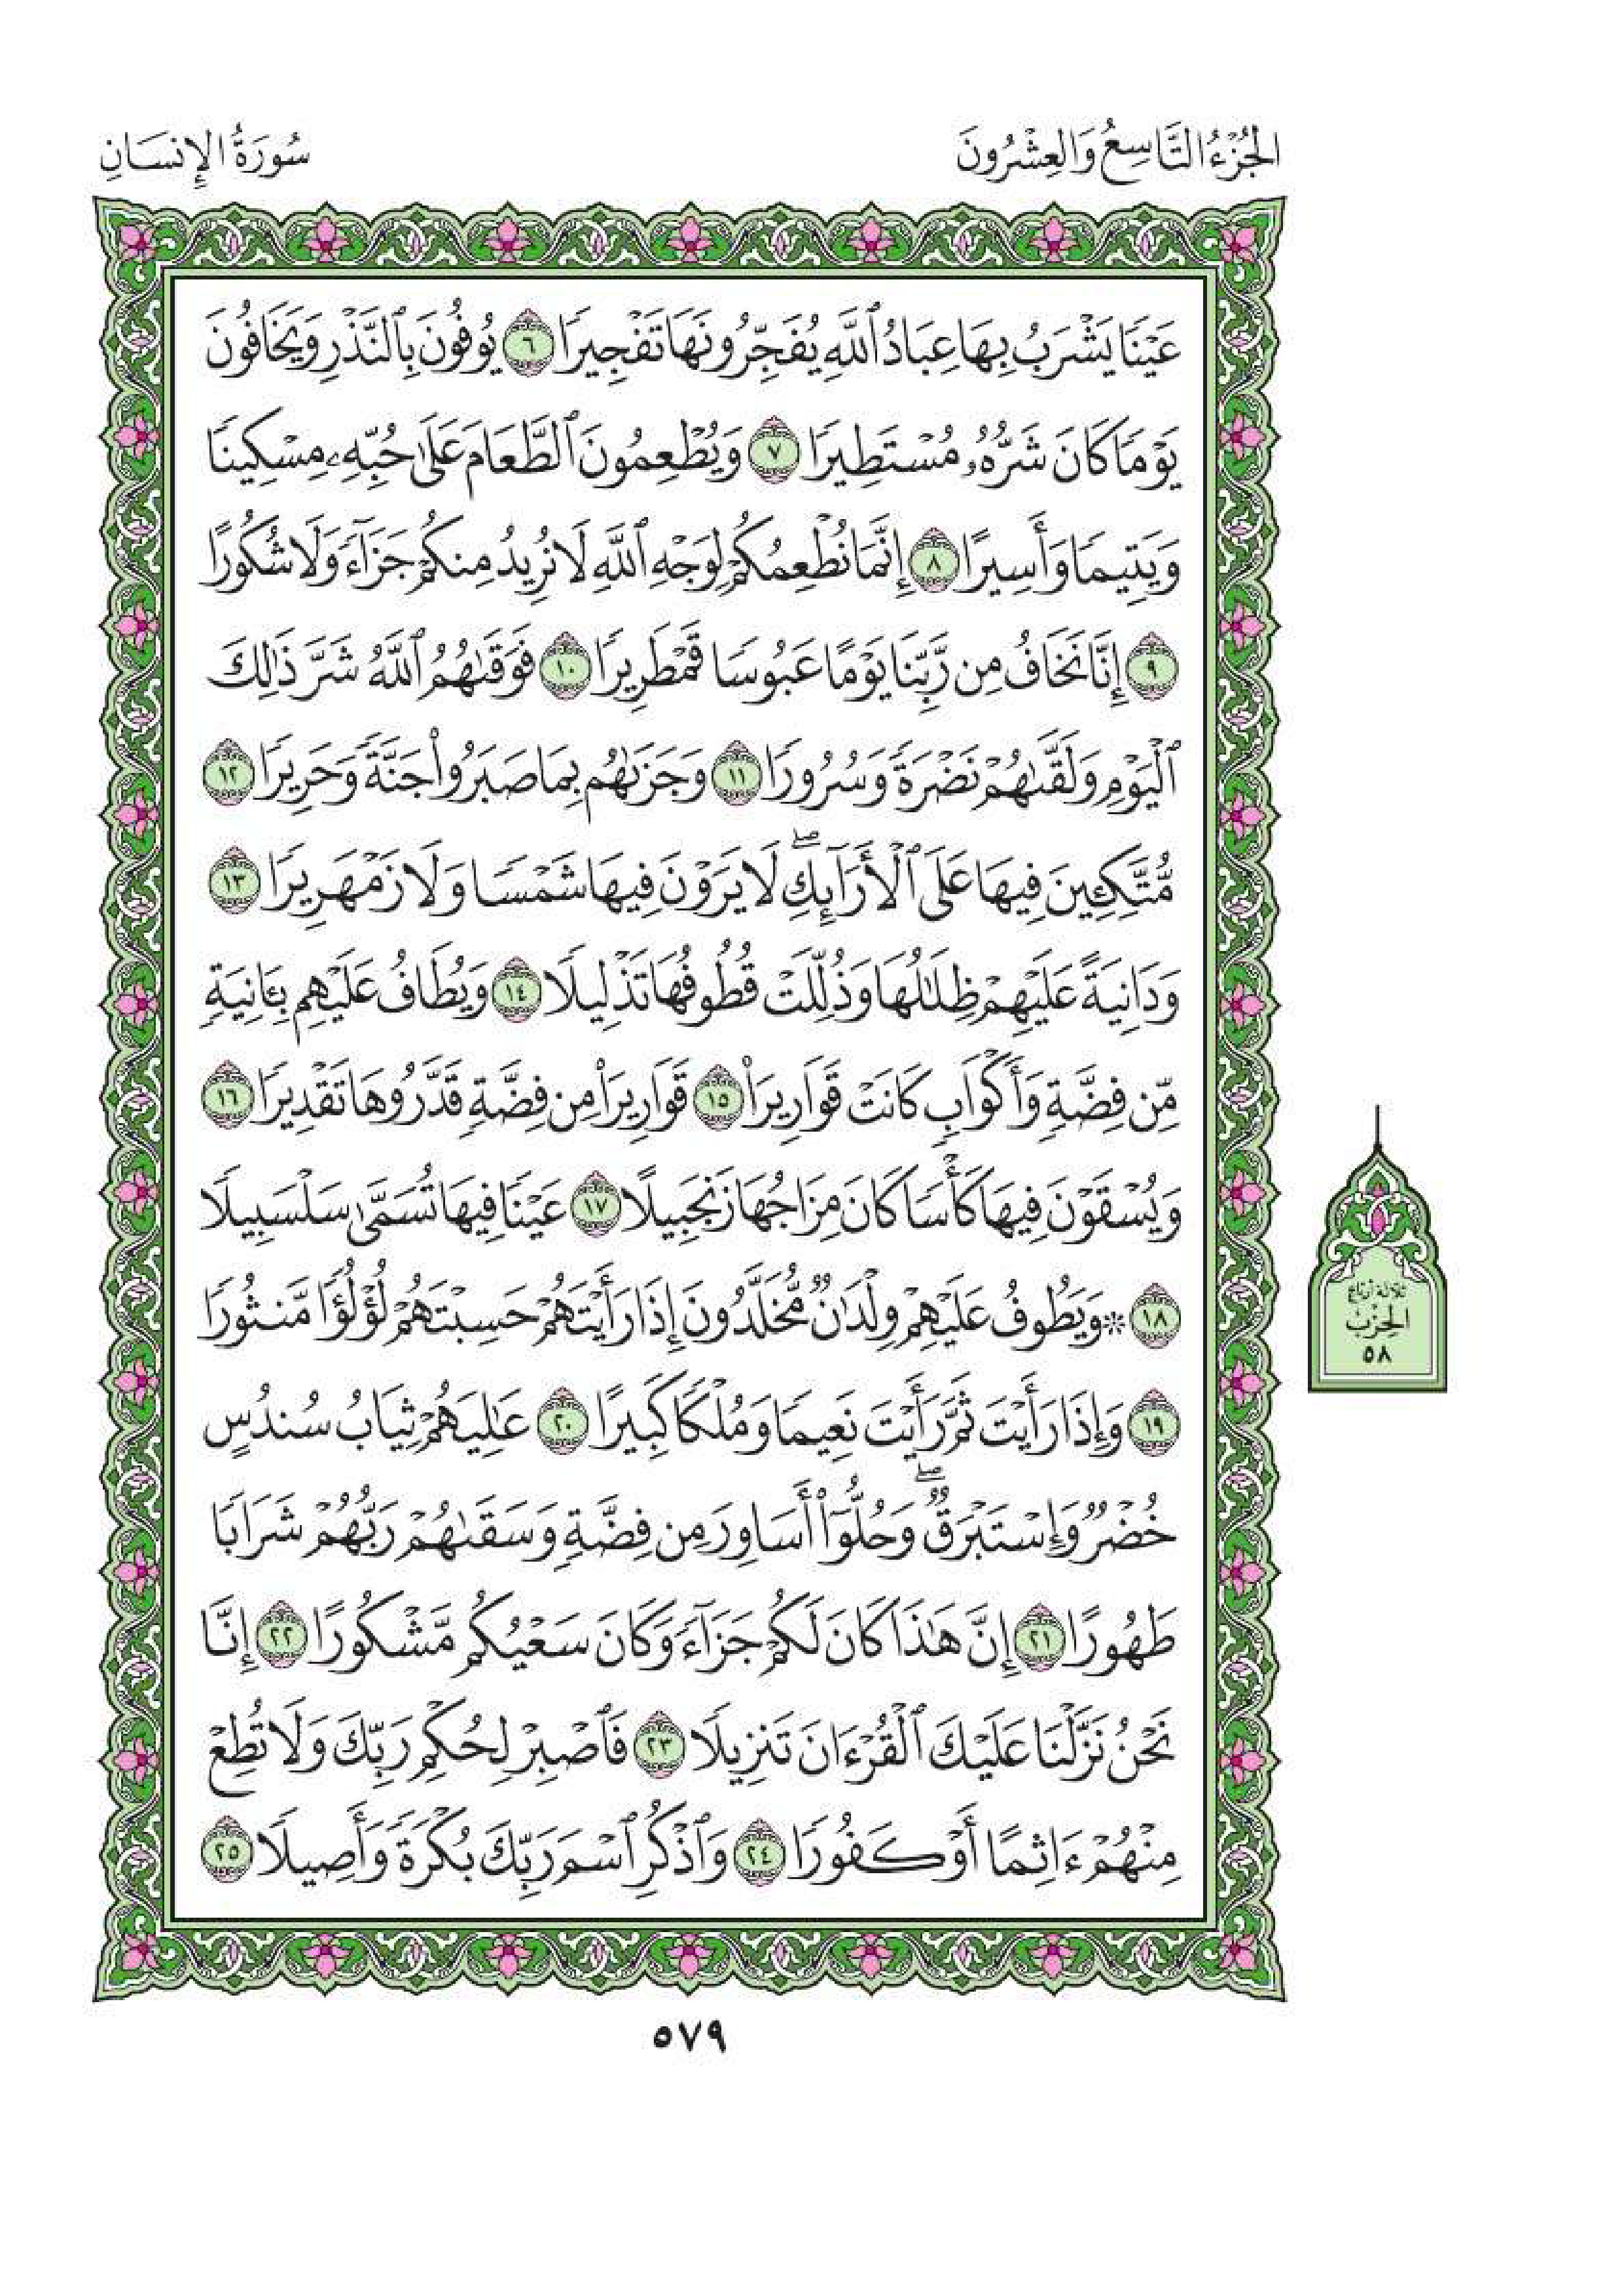 الجُزْءُ التَّاسِعُ وَالعِشْرُونَ
سُورَةُ الإِنسَانِ
عَيْنًا يَشْرَبُ بِهَا عِبَادُ ٱللَّهِ يُفَجِّرُونَهَا تَفْجِيرًا ٦ يُوفُونَ بِٱلنَّذْرِ وَيَخَافُونَ
يَوْمًا كَانَ شَرُّهُۥ مُسْتَطِيرًا ٧ وَيُطْعِمُونَ ٱلطَّعَامَ عَلَىٰ حُبِّهِۦ مِسْكِينًا
وَيَتِيمًا وَأَسِيرًا ٨ إِنَّمَا نُطْعِمُكُمْ لِوَجْهِ ٱللَّهِ لَا نُرِيدُ مِنكُمْ جَزَآءً وَلَا شُكُورًا
٩ إِنَّا نَخَافُ مِن رَّبِّنَا يَوْمًا عَبُوسًا قَمْطَرِيرًا ١٠ فَوَقَىٰهُمُ ٱللَّهُ شَرَّ ذَٰلِكَ
ٱلْيَوْمِ وَلَقَّىٰهُمْ نَضْرَةً وَسُرُورًا ١١ وَجَزَىٰهُم بِمَا صَبَرُوا۟ جَنَّةً وَحَرِيرًا ١٢
مُّتَّكِـِٔينَ فِيهَا عَلَى ٱلْأَرَآئِكِ ۖ لَا يَرَوْنَ فِيهَا شَمْسًا وَلَا زَمْهَرِيرًا ١٣
وَدَانِيَةً عَلَيْهِمْ ظِلَـٰلُهَا وَذُلِّلَتْ قُطُوفُهَا تَذْلِيلًا ١٤ وَيُطَافُ عَلَيْهِم بِـَٔانِيَةٍ
مِّن فِضَّةٍ وَأَكْوَابٍ كَانَتْ قَوَارِيرَا۠ ١٥ قَوَارِيرَا۟ مِن فِضَّةٍ قَدَّرُوهَا تَقْدِيرًا ١٦
وَيُسْقَوْنَ فِيهَا كَأْسًا كَانَ مِزَاجُهَا زَنجَبِيلًا ١٧ عَيْنًا فِيهَا تُسَمَّىٰ سَلْسَبِيلًا
١٨ ۞ وَيَطُوفُ عَلَيْهِمْ وِلْدَٰنٌ مُّخَلَّدُونَ إِذَا رَأَيْتَهُمْ حَسِبْتَهُمْ لُؤْلُؤًا مَّنثُورًا
١٩ وَإِذَا رَأَيْتَ ثَمَّ رَأَيْتَ نَعِيمًا وَمُلْكًا كَبِيرًا ٢٠ عَـٰلِيَهُمْ ثِيَابُ سُندُسٍ
خُضْرٌ وَإِسْتَبْرَقٌ ۖ وَحُلُّوٓا۟ أَسَاوِرَ مِن فِضَّةٍ وَسَقَىٰهُمْ رَبُّهُمْ شَرَابًا
طَهُورًا ٢١ إِنَّ هَـٰذَا كَانَ لَكُمْ جَزَآءً وَكَانَ سَعْيُكُم مَّشْكُورًا ٢٢ إِنَّا
نَحْنُ نَزَّلْنَا عَلَيْكَ ٱلْقُرْءَانَ تَنزِيلًا ٢٣ فَٱصْبِرْ لِحُكْمِ رَبِّكَ وَلَا تُطِعْ
مِنْهُمْ ءَاثِمًا أَوْ كَفُورًا ٢٤ وَٱذْكُرِ ٱسْمَ رَبِّكَ بُكْرَةً وَأَصِيلًا ٢٥
ثلاثة أرباع
الحِزْب
٥٨
٥٧٩